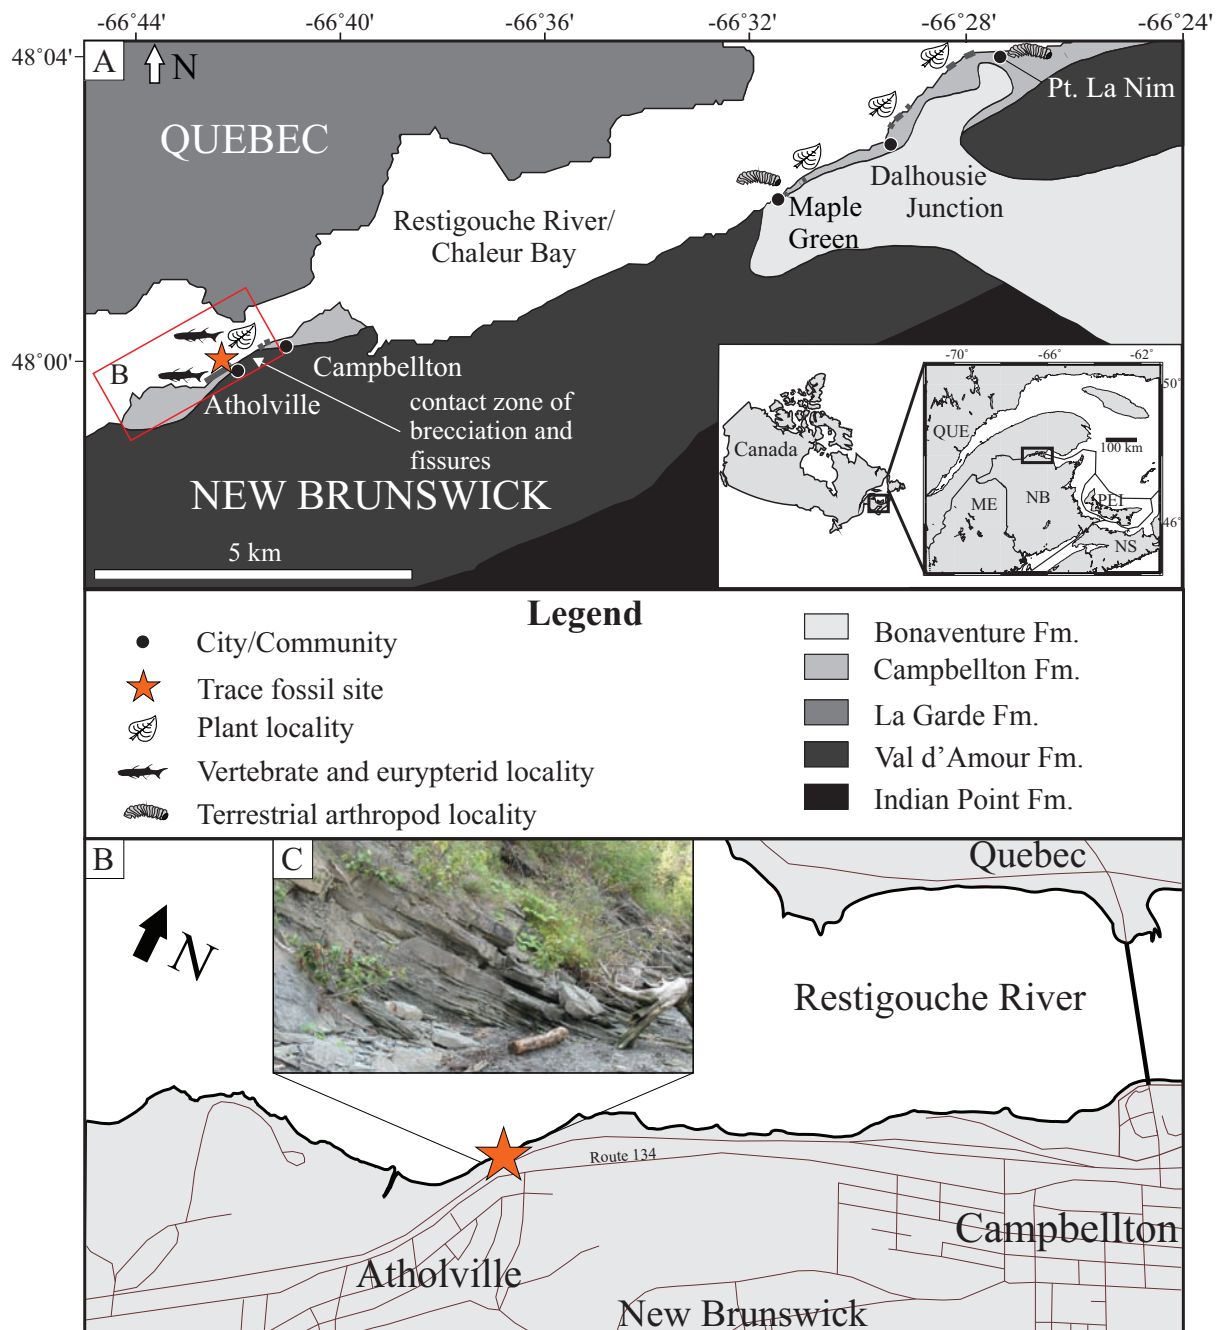 -66°44'
-66°40'
-66°36'
-66°32'
-66°28'
-66°24'
48°04'
A
N
QUEBEC
Pt. La Nim
Dalhousie
Junction
Maple
Green
Restigouche River/
Chaleur Bay
48°00'
B
Campbellton
Atholville
contact zone of
brecciation and
fissures
NEW BRUNSWICK
5 km
Canada
-70°
-66°
-62°
50°
QUE
100 km
ME
NB
PEI
46°
NS
Legend
City/Community
Trace fossil site
Plant locality
Vertebrate and eurypterid locality
Terrestrial arthropod locality
Bonaventure Fm.
Campbellton Fm.
La Garde Fm.
Val d’Amour Fm.
Indian Point Fm.
B
N
C
Quebec
Restigouche River
Route 134
Campbellton
Atholville
New Brunswick